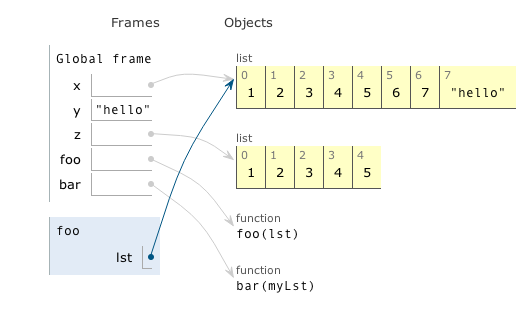 Frames Objects
Global frame
x
y "hello"
z
foo
bar
foo
lst
list
0 1 2 3 4 5 6 7
1 2 3 4 5 6 7 "hello"
list
0 1 2 3 4
1 2 3 4 5
function
foo(lst)
function
bar(myLst)